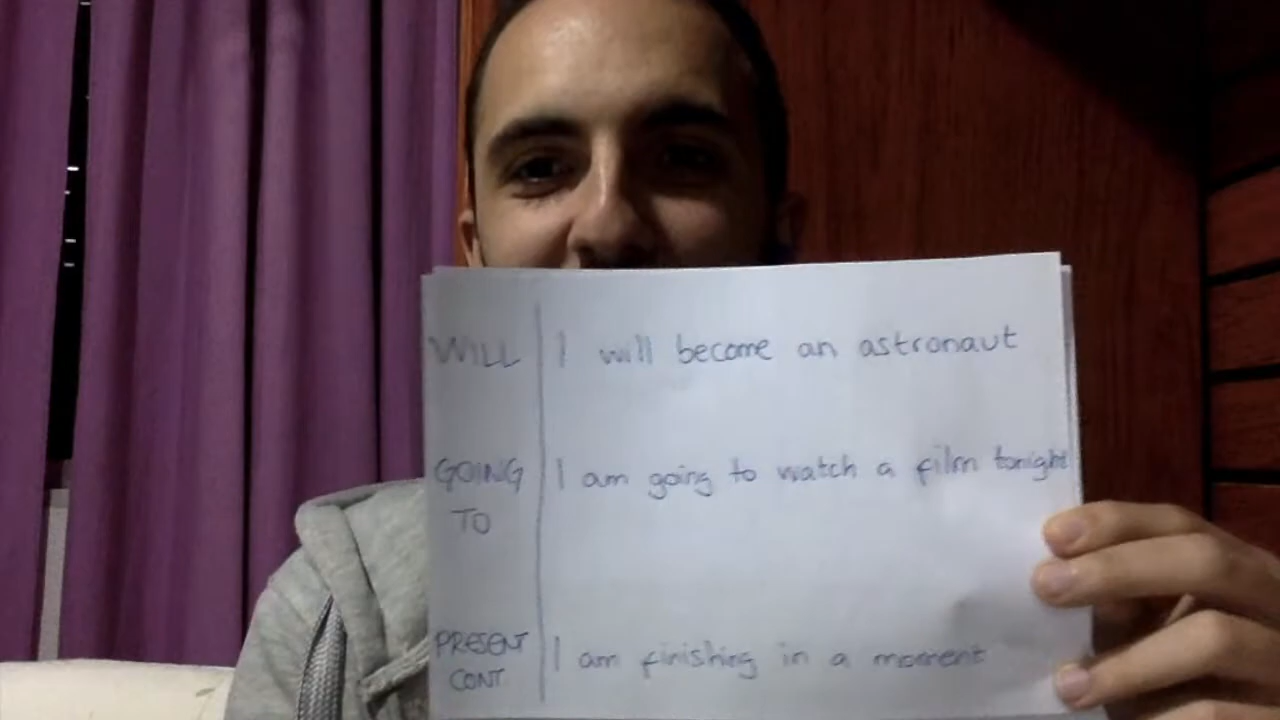 WILL I will become an astronaut
GOING I am going to watch a film tonight
TO
PRESENT I am finishing in a moment
CONT.